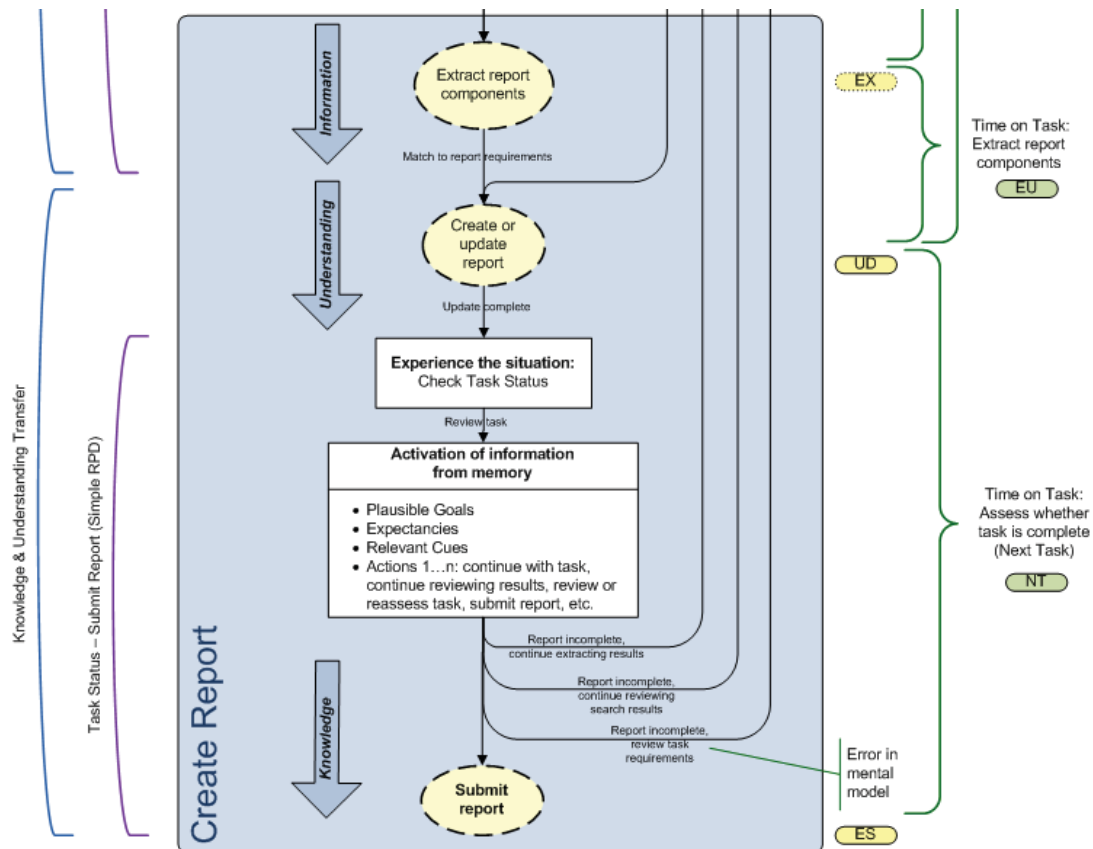 Extract report
components
Information
Match to report requirements
EX
Time on Task:
Extract report
components
EU
Create or
update
report
Understanding
UD
Update complete
Experience the situation:
Check Task Status
Review task
Activation of information
from memory
• Plausible Goals
• Expectancies
• Relevant Cues
• Actions 1…n: continue with task,
continue reviewing results, review or
reassess task, submit report, etc.
Time on Task:
Assess whether
task is complete
(Next Task)
NT
Knowledge & Understanding Transfer
Task Status – Submit Report (Simple RPD)
Create Report
Report incomplete,
continue extracting results
Report incomplete,
continue reviewing
search results
Report incomplete,
review task
requirements
Knowledge
Error in
mental
model
Submit
report
ES